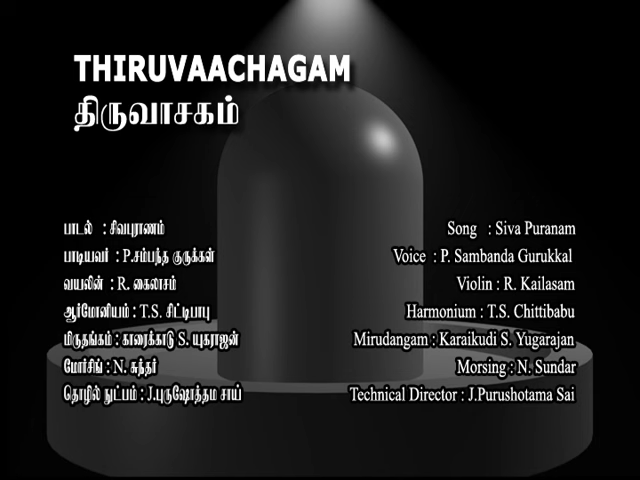 THIRUVAACHAGAM
திருவாசகம்
பாடல் : சிவபுராணம் Song : Siva Puranam
பாடியவர் : P.சம்பந்த குருக்கள் Voice : P. Sambanda Gurukkal
வயலின் : R. கைலாசம் Violin : R. Kailasam
ஆர்மோனியம் : T.S. சிட்டிபாபு Harmonium : T.S. Chittibabu
மிருதங்கம் : காரைக்காடு S. யுகராஜன் Mirudangam : Karaikudi S. Yugarajan
மோர்சிங் : N. சுந்தர் Morsing : N. Sundar
தொழில் நுட்பம் : J.புருஷோத்தம சாய் Technical Director : J.Purushotama Sai